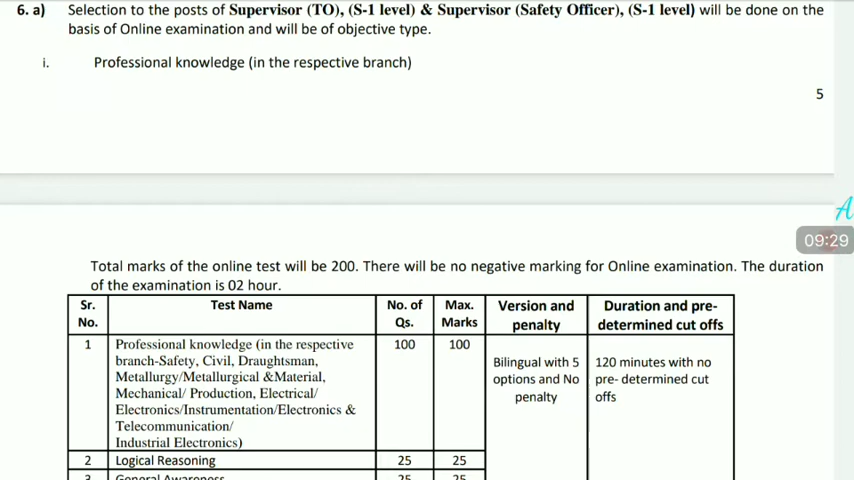 6. a) Selection to the posts of Supervisor (TO), (S-1 level) & Supervisor (Safety Officer), (S-1 level) will be done on the
basis of Online examination and will be of objective type.
i. Professional knowledge (in the respective branch)
5
A
09:29
Total marks of the online test will be 200. There will be no negative marking for Online examination. The duration
of the examination is 02 hour.
Sr. No. Test Name No. of Qs. Max. Marks Version and penalty Duration and pre-determined cut offs
1 Professional knowledge (in the respective 100 100
branch-Safety, Civil, Draughtsman, Bilingual with 5 120 minutes with no
Metallurgy/Metallurgical &Material, options and No pre- determined cut
Mechanical/ Production, Electrical/ penalty offs
Electronics/Instrumentation/Electronics &
Telecommunication/
Industrial Electronics)
2 Logical Reasoning 25 25
3 General Awareness 25 25